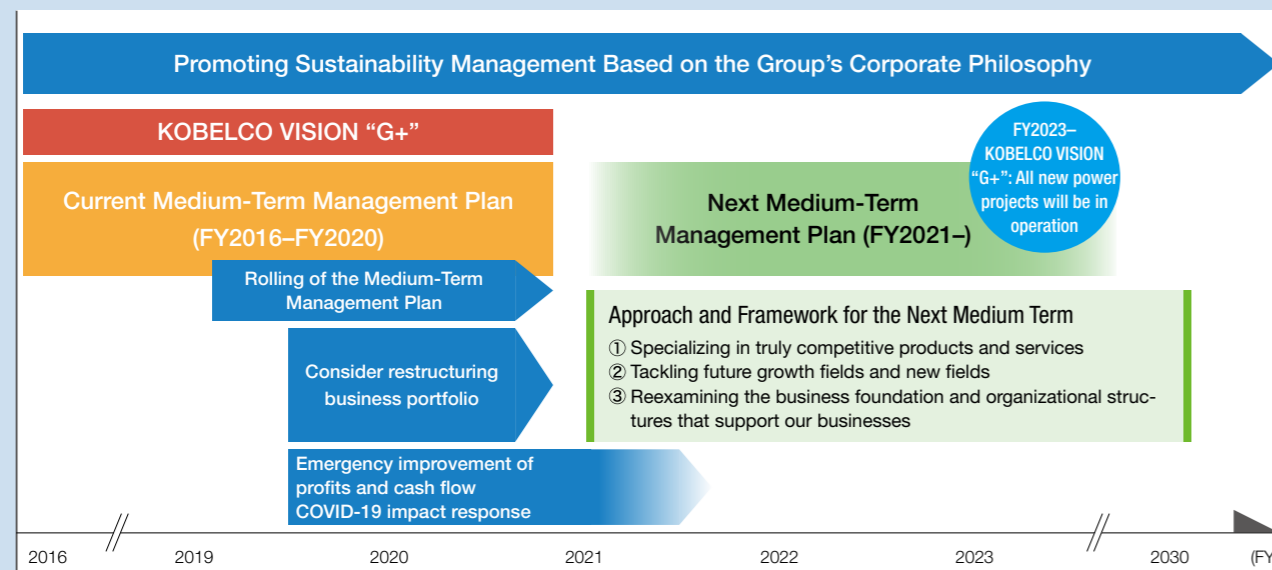 Promoting Sustainability Management Based on the Group's Corporate Philosophy
KOBELCO VISION “G+”
Current Medium-Term Management Plan
(FY2016–FY2020)
Rolling of the Medium-Term
Management Plan
Consider restructuring
business portfolio
Emergency improvement of
profits and cash flow
COVID-19 impact response
Next Medium-Term
Management Plan (FY2021–)
FY2023–
KOBELCO VISION
“G+”: All new power
projects will be in
operation
Approach and Framework for the Next Medium Term
① Specializing in truly competitive products and services
② Tackling future growth fields and new fields
③ Reexamining the business foundation and organizational struc-
tures that support our businesses
2016 2019 2020 2021 2022 2023 2030 (FY